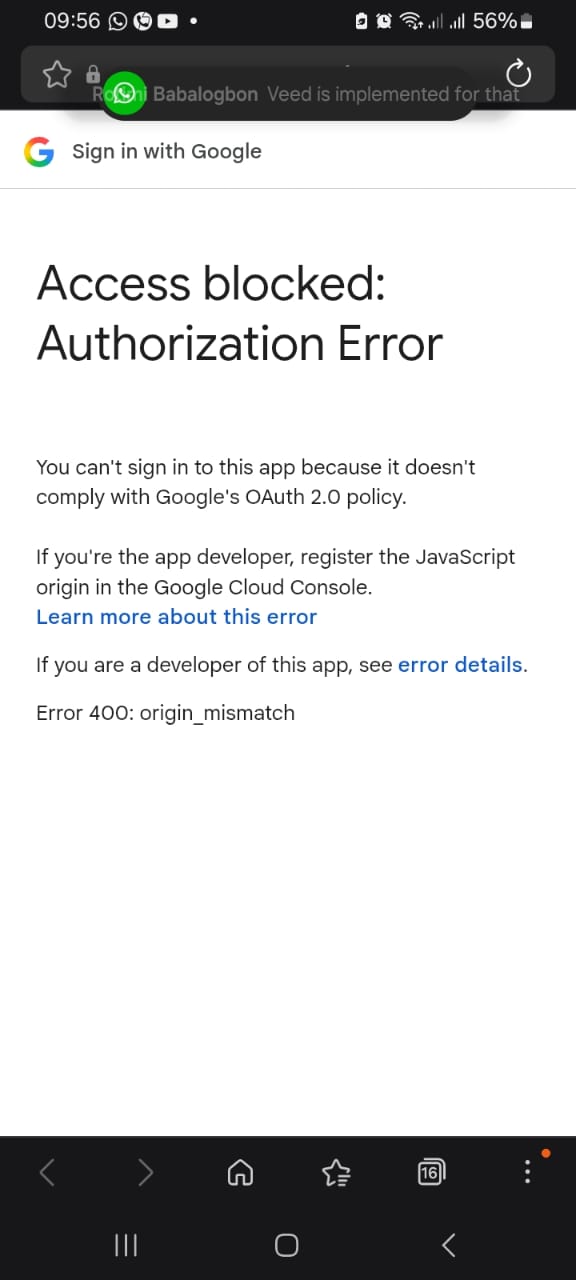 09:56
56%
Babalogbon Veed is implemented for that
Sign in with Google
Access blocked:
Authorization Error
You can't sign in to this app because it doesn't
comply with Google's OAuth 2.0 policy.
If you're the app developer, register the JavaScript
origin in the Google Cloud Console.
Learn more about this error
If you are a developer of this app, see error details.
Error 400: origin_mismatch
16